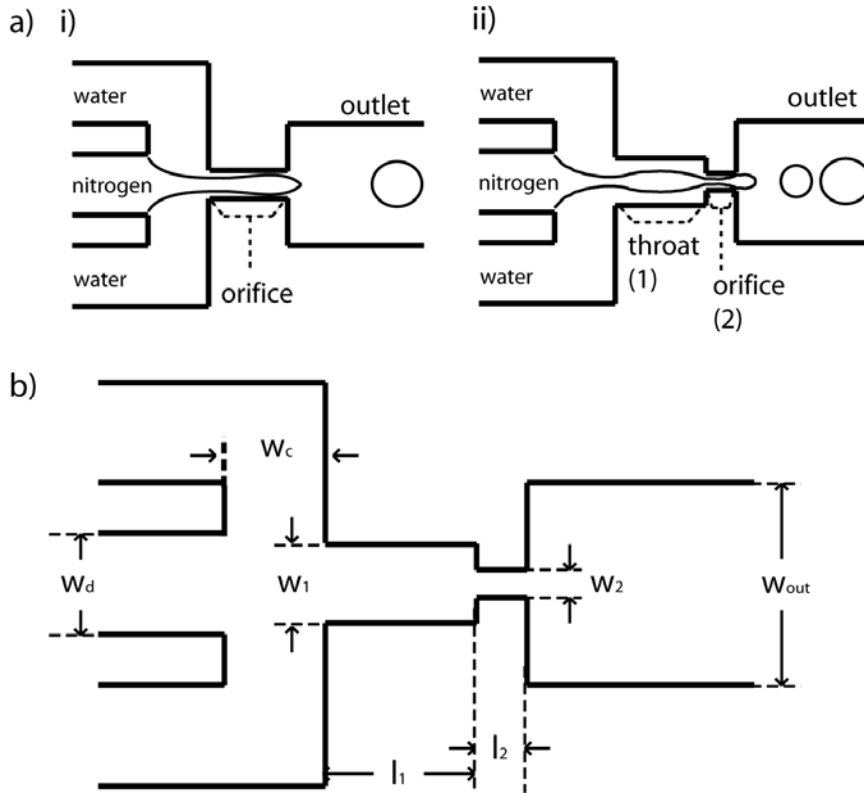 a) i)
water
outlet
nitrogen
water
orifice
ii)
water
outlet
nitrogen
water
throat
(1)
orifice
(2)
b)
wc
wd
w1
w2
wout
l1
l2